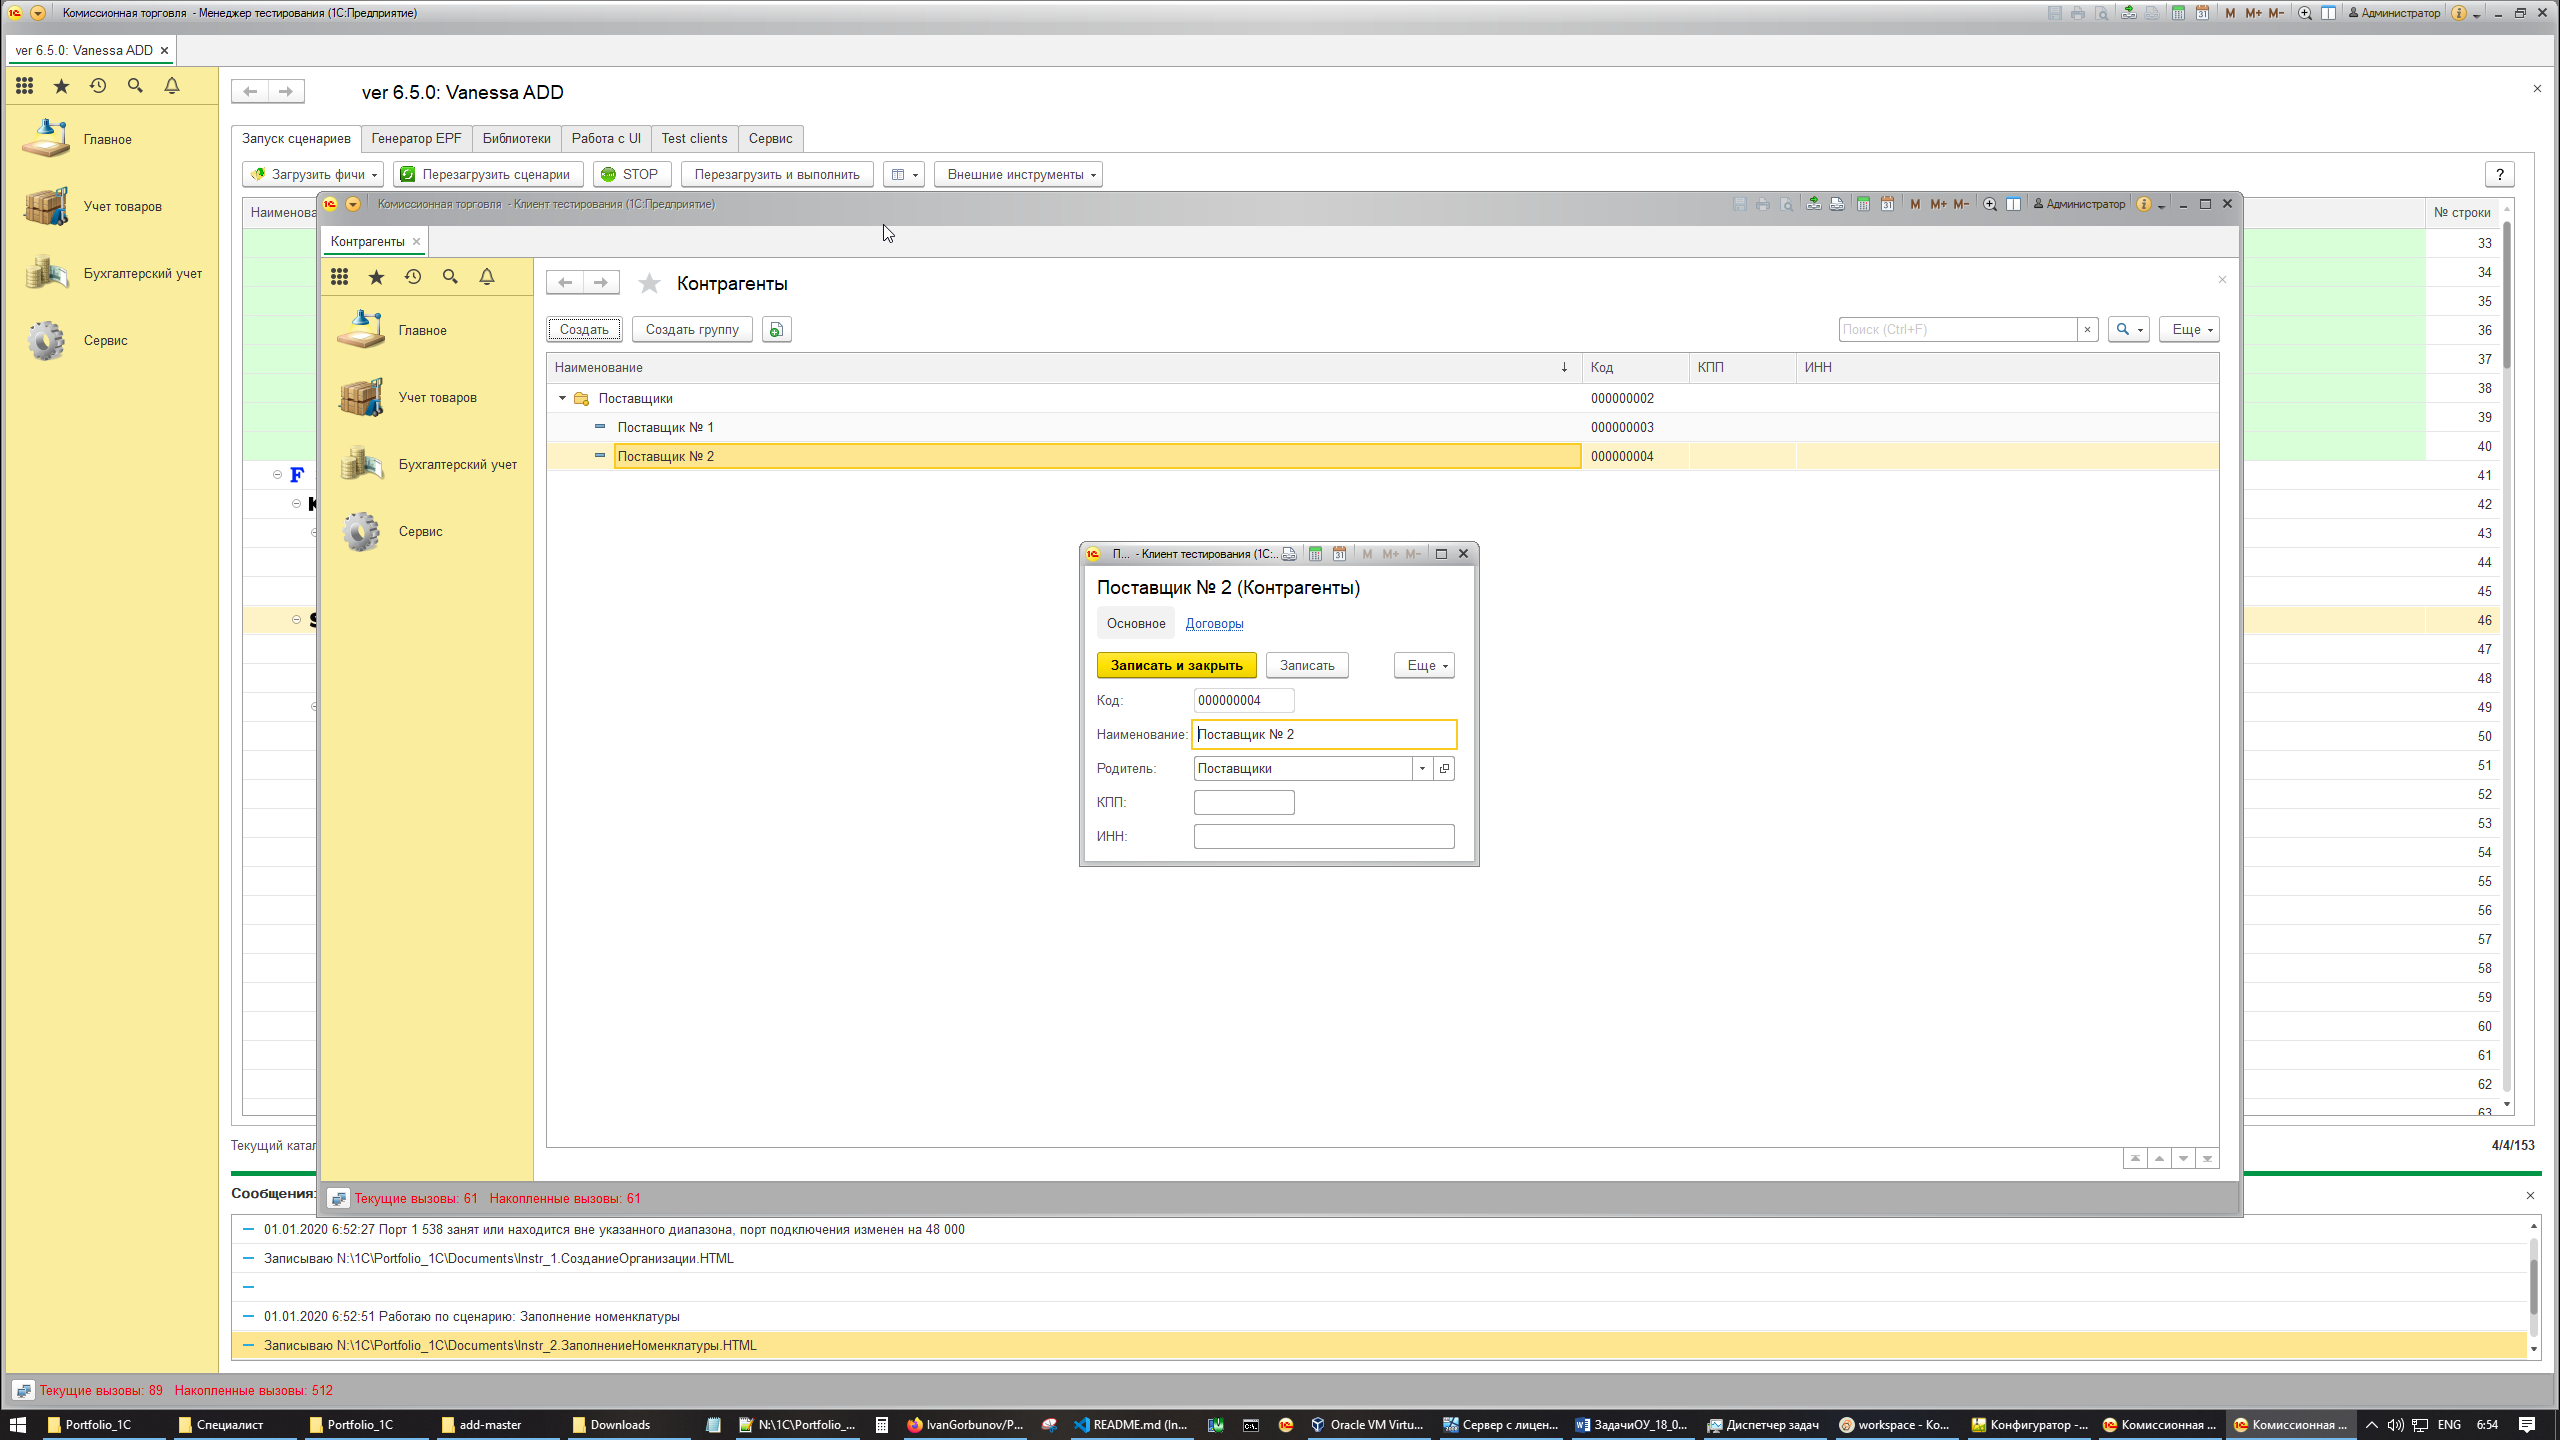 Комиссионная торговля - Менеджер тестирования (1С:Предприятие)
M M+ M- Администратор
ver 6.5.0: Vanessa ADD
Главное
Учет товаров
Бухгалтерский учет
Сервис
ver 6.5.0: Vanessa ADD
Запуск сценариев Генератор EPF Библиотеки Работа с UI Test clients Сервис
Загрузить фичи Перезагрузить сценарии STOP Перезагрузить и выполнить Внешние инструменты ?
№ строки
33
34
35
36
37
38
39
40
F 41
42
43
44
45
46
47
48
49
50
51
52
53
54
55
56
57
58
59
60
61
62
63
Комиссионная торговля - Клиент тестирования (1С:Предприятие)
M M+ M- Администратор
Контрагенты
Главное
Учет товаров
Бухгалтерский учет
Сервис
Контрагенты
Создать Создать группу Поиск (Ctrl+F) Еще
Наименование Код КПП ИНН
Поставщики 000000002
Поставщик № 1 000000003
Поставщик № 2 000000004
П... - Клиент тестирования (1С:... M M+ M-
Поставщик № 2 (Контрагенты)
Основное Договоры
Записать и закрыть Записать Еще
Код: 000000004
Наименование: Поставщик № 2
Родитель: Поставщики
КПП:
ИНН:
Текущие вызовы: 61 Накопленные вызовы: 61
4/4/153
Сообщения:
01.01.2020 6:52:27 Порт 1 538 занят или находится вне указанного диапазона, порт подключения изменен на 48 000
Записываю N:\1C\Portfolio_1C\Documents\Instr_1.СозданиеОрганизации.HTML
01.01.2020 6:52:51 Работаю по сценарию: Заполнение номенклатуры
Записываю N:\1C\Portfolio_1C\Documents\Instr_2.ЗаполнениеНоменклатуры.HTML
Текущие вызовы: 89 Накопленные вызовы: 512
Portfolio_1C Специалист Portfolio_1C add-master Downloads N:\1C\Portfolio_... IvanGorbunov/P... README.md (In... Oracle VM Virtu... Сервер с лицен... ЗадачиОУ_18_0... Диспетчер задач workspace - Ко... Конфигуратор -... Комиссионная ... Комиссионная ... ENG 6:54